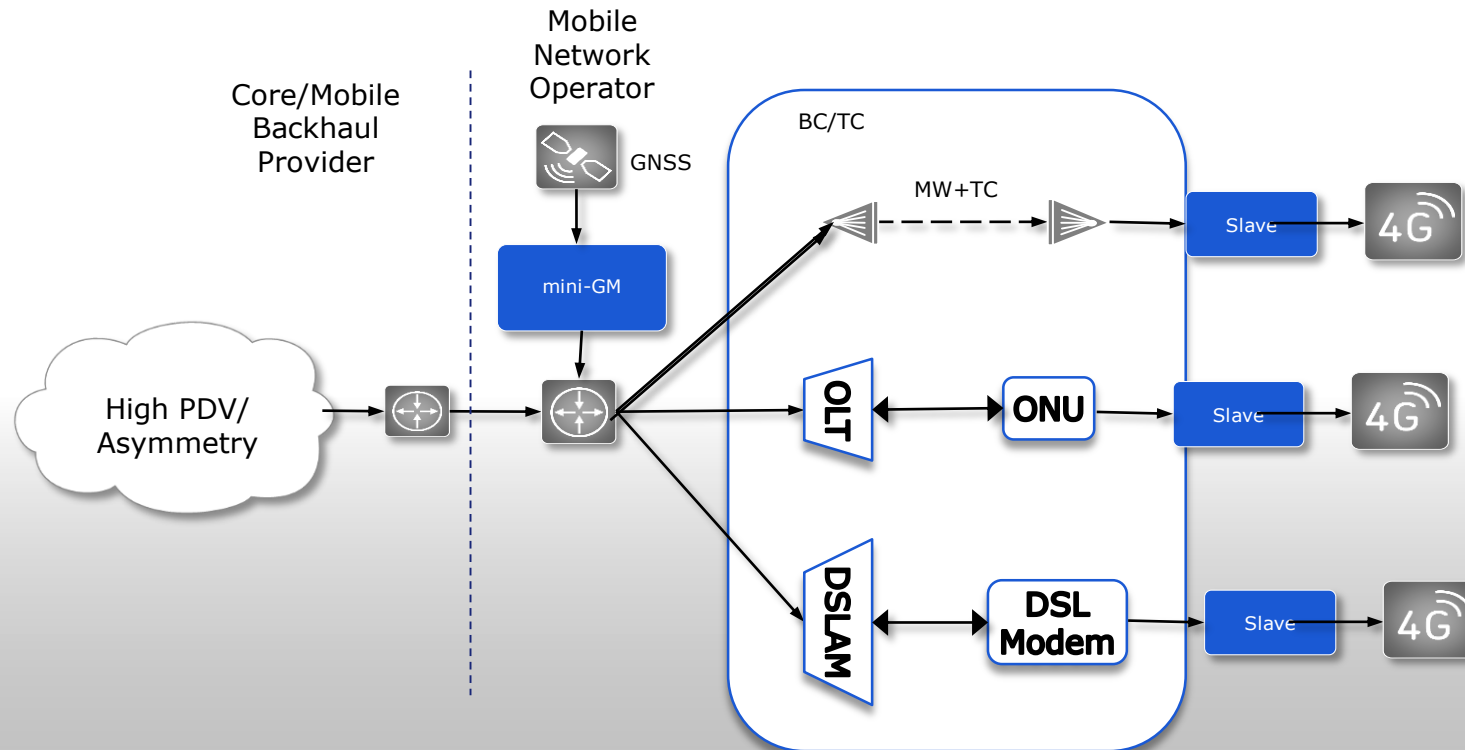 Mobile
Network
Operator
Core/Mobile
Backhaul
Provider
GNSS
BC/TC
MW+TC
mini-GM
Slave
4G
High PDV/
Asymmetry
OLT
ONU
Slave
4G
DSLAM
DSL
Modem
Slave
4G